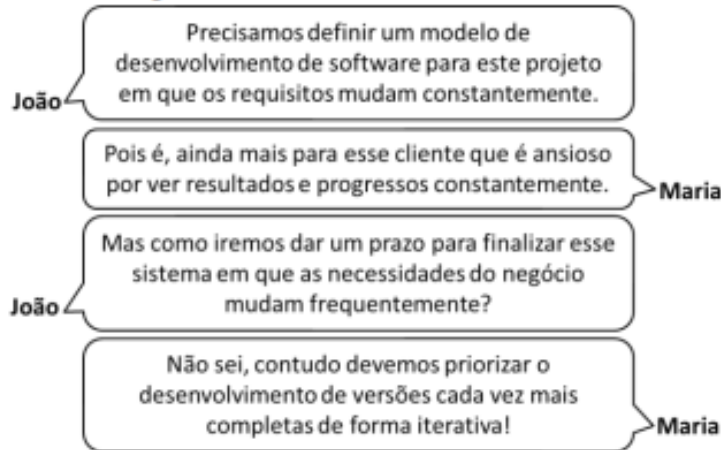 Precisamos definir um modelo de
desenvolvimento de software para este projeto
em que os requisitos mudam constantemente.
João
Pois é, ainda mais para esse cliente que é ansioso
por ver resultados e progressos constantemente.
Maria
Mas como iremos dar um prazo para finalizar esse
sistema em que as necessidades do negócio
mudam frequentemente?
João
Não sei, contudo devemos priorizar o
desenvolvimento de versões cada vez mais
completas de forma iterativa!
Maria